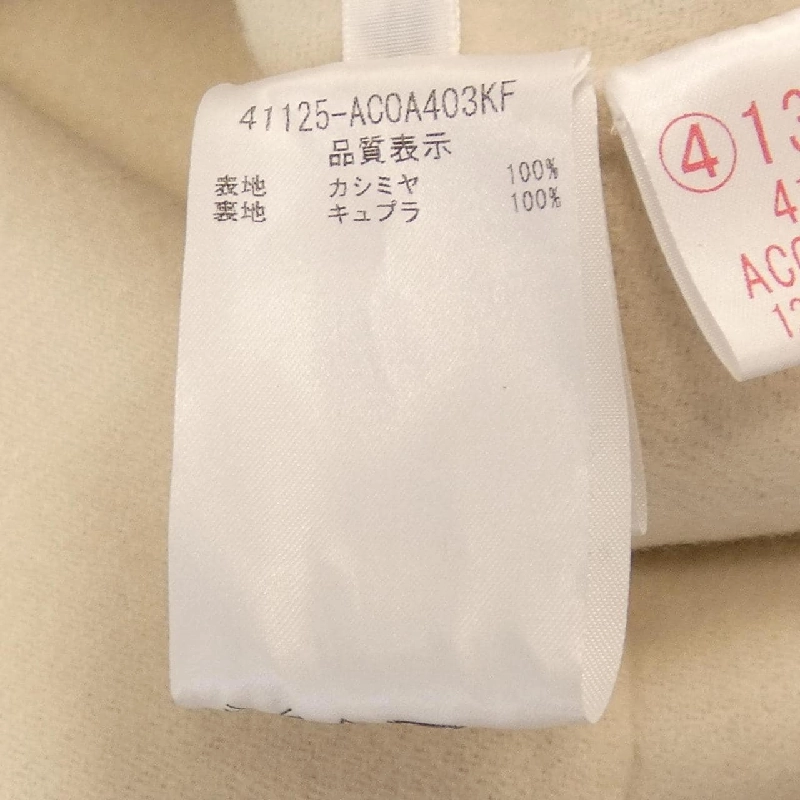 41125-ACOA403KF
品質表示
表地 カシミヤ 100%
裏地 キュプラ 100%
④13
47
ACO
12